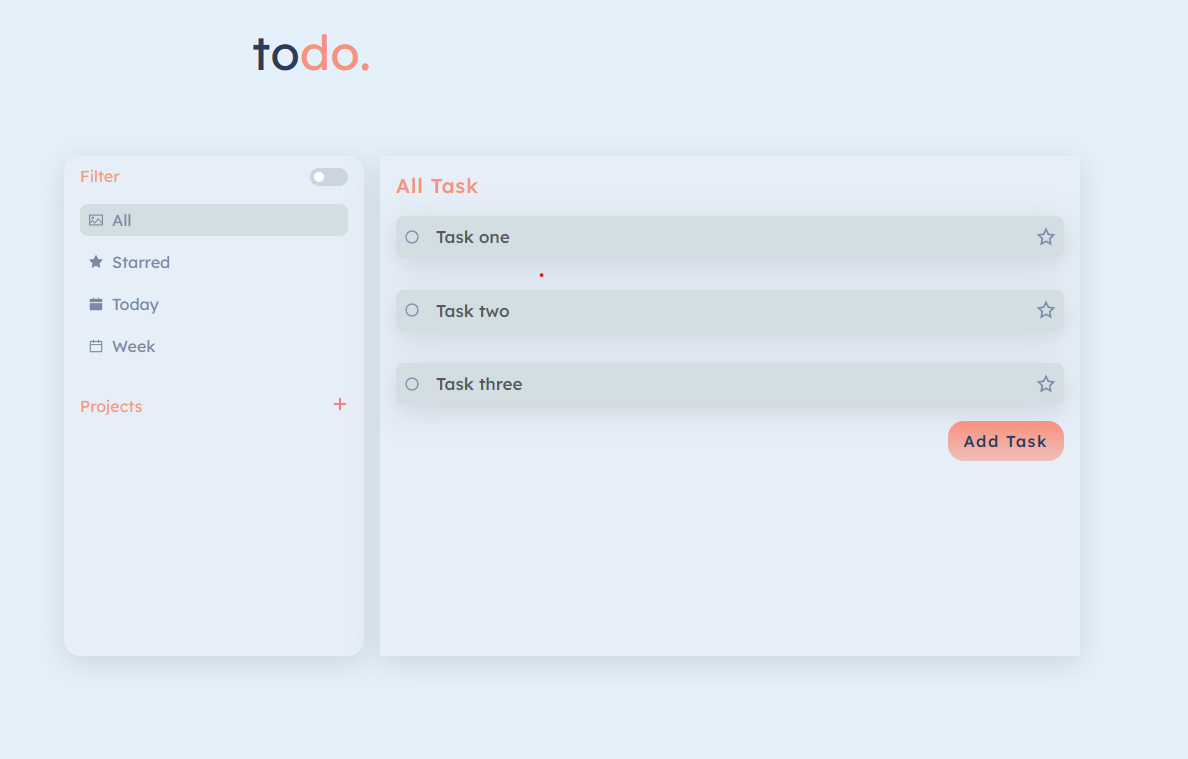 todo.
Filter
All
Starred
Today
Week
Projects
All Task
Task one
Task two
Task three
Add Task